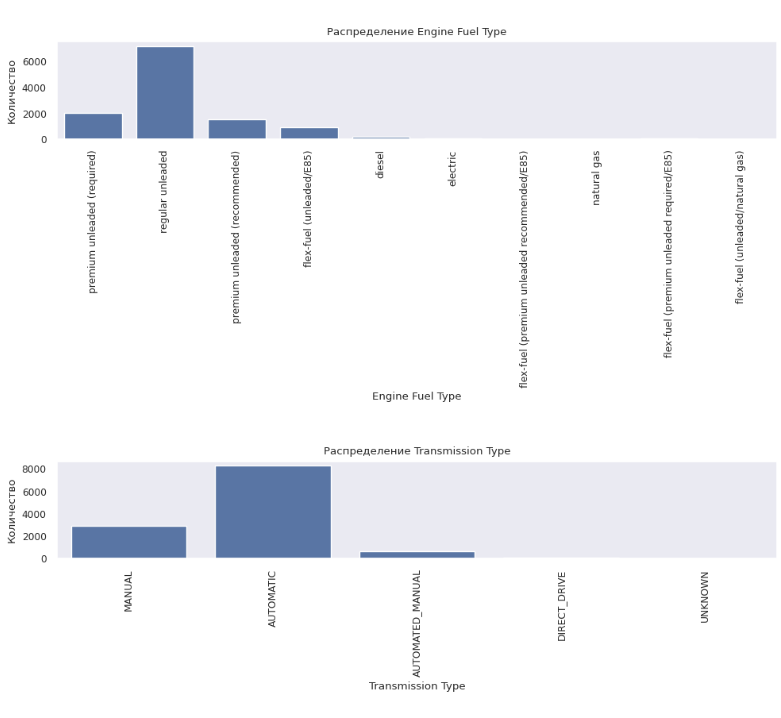 Распределение Engine Fuel Type
Количество
6000
4000
2000
0
premium unleaded (required)
regular unleaded
premium unleaded (recommended)
flex-fuel (unleaded/E85)
diesel
electric
flex-fuel (premium unleaded recommended/E85)
natural gas
flex-fuel (premium unleaded required/E85)
flex-fuel (unleaded/natural gas)
Engine Fuel Type
Распределение Transmission Type
Количество
8000
6000
4000
2000
0
MANUAL
AUTOMATIC
AUTOMATED_MANUAL
DIRECT_DRIVE
UNKNOWN
Transmission Type